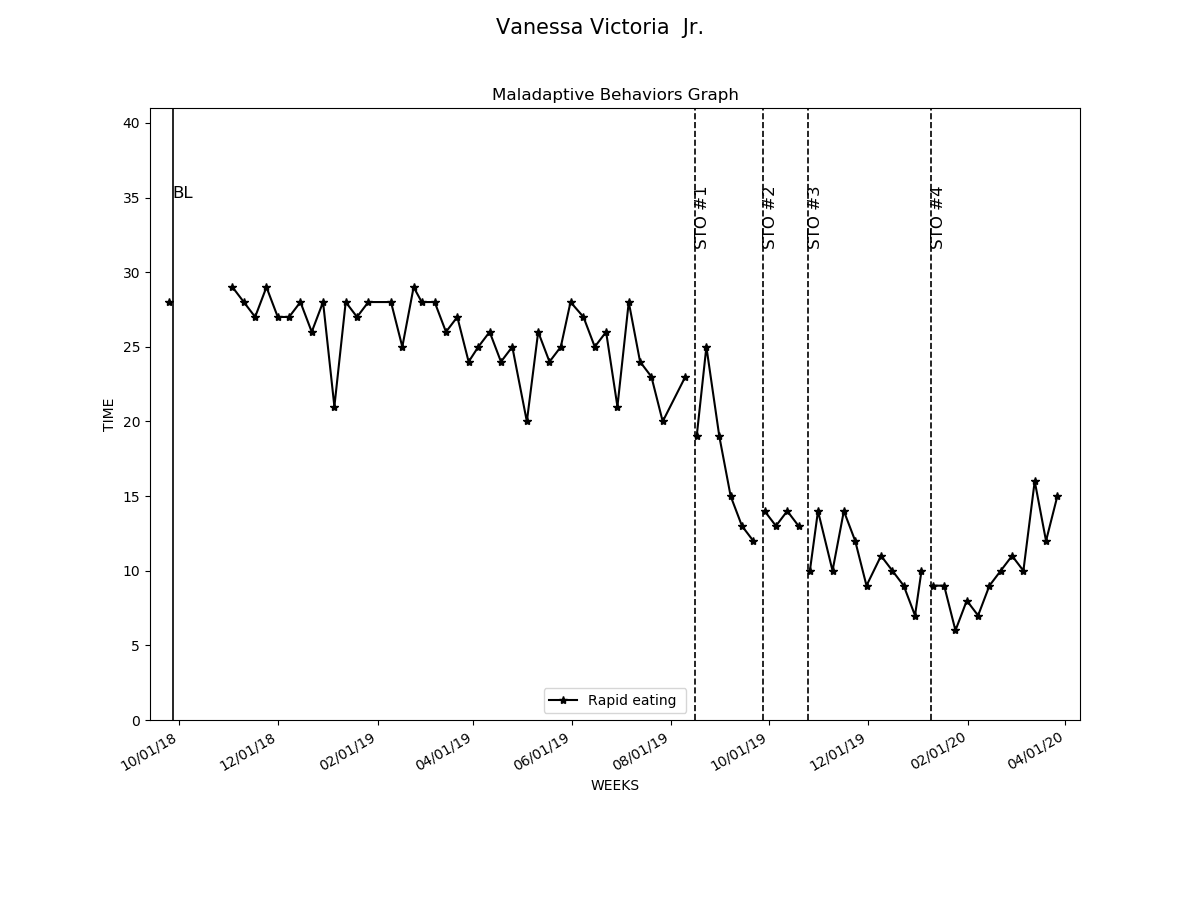 Vanessa Victoria  Jr.
Maladaptive Behaviors Graph
40
35
30
25
20
15
10
5
0
TIME
BL
STO #1
STO #2
STO #3
STO #4
Rapid eating
10/01/18
12/01/18
02/01/19
04/01/19
06/01/19
08/01/19
10/01/19
12/01/19
02/01/20
04/01/20
WEEKS